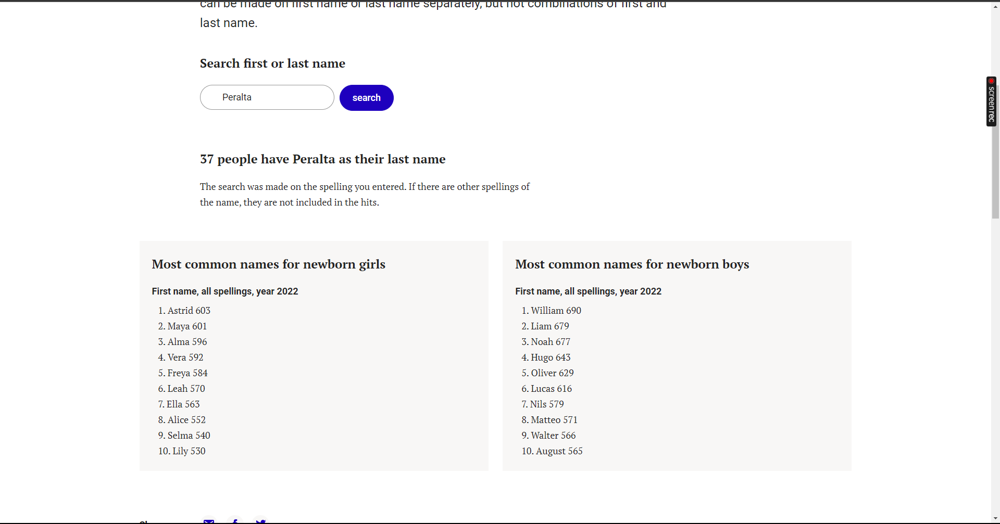 can be made on first name or last name separately, but not combinations of first and
last name.
Search first or last name
Peralta
search
screenrec
37 people have Peralta as their last name
The search was made on the spelling you entered. If there are other spellings of
the name, they are not included in the hits.
Most common names for newborn girls
First name, all spellings, year 2022
1. Astrid 603
2. Maya 601
3. Alma 596
4. Vera 592
5. Freya 584
6. Leah 570
7. Ella 563
8. Alice 552
9. Selma 540
10. Lily 530
Most common names for newborn boys
First name, all spellings, year 2022
1. William 690
2. Liam 679
3. Noah 677
4. Hugo 643
5. Oliver 629
6. Lucas 616
7. Nils 579
8. Matteo 571
9. Walter 566
10. August 565